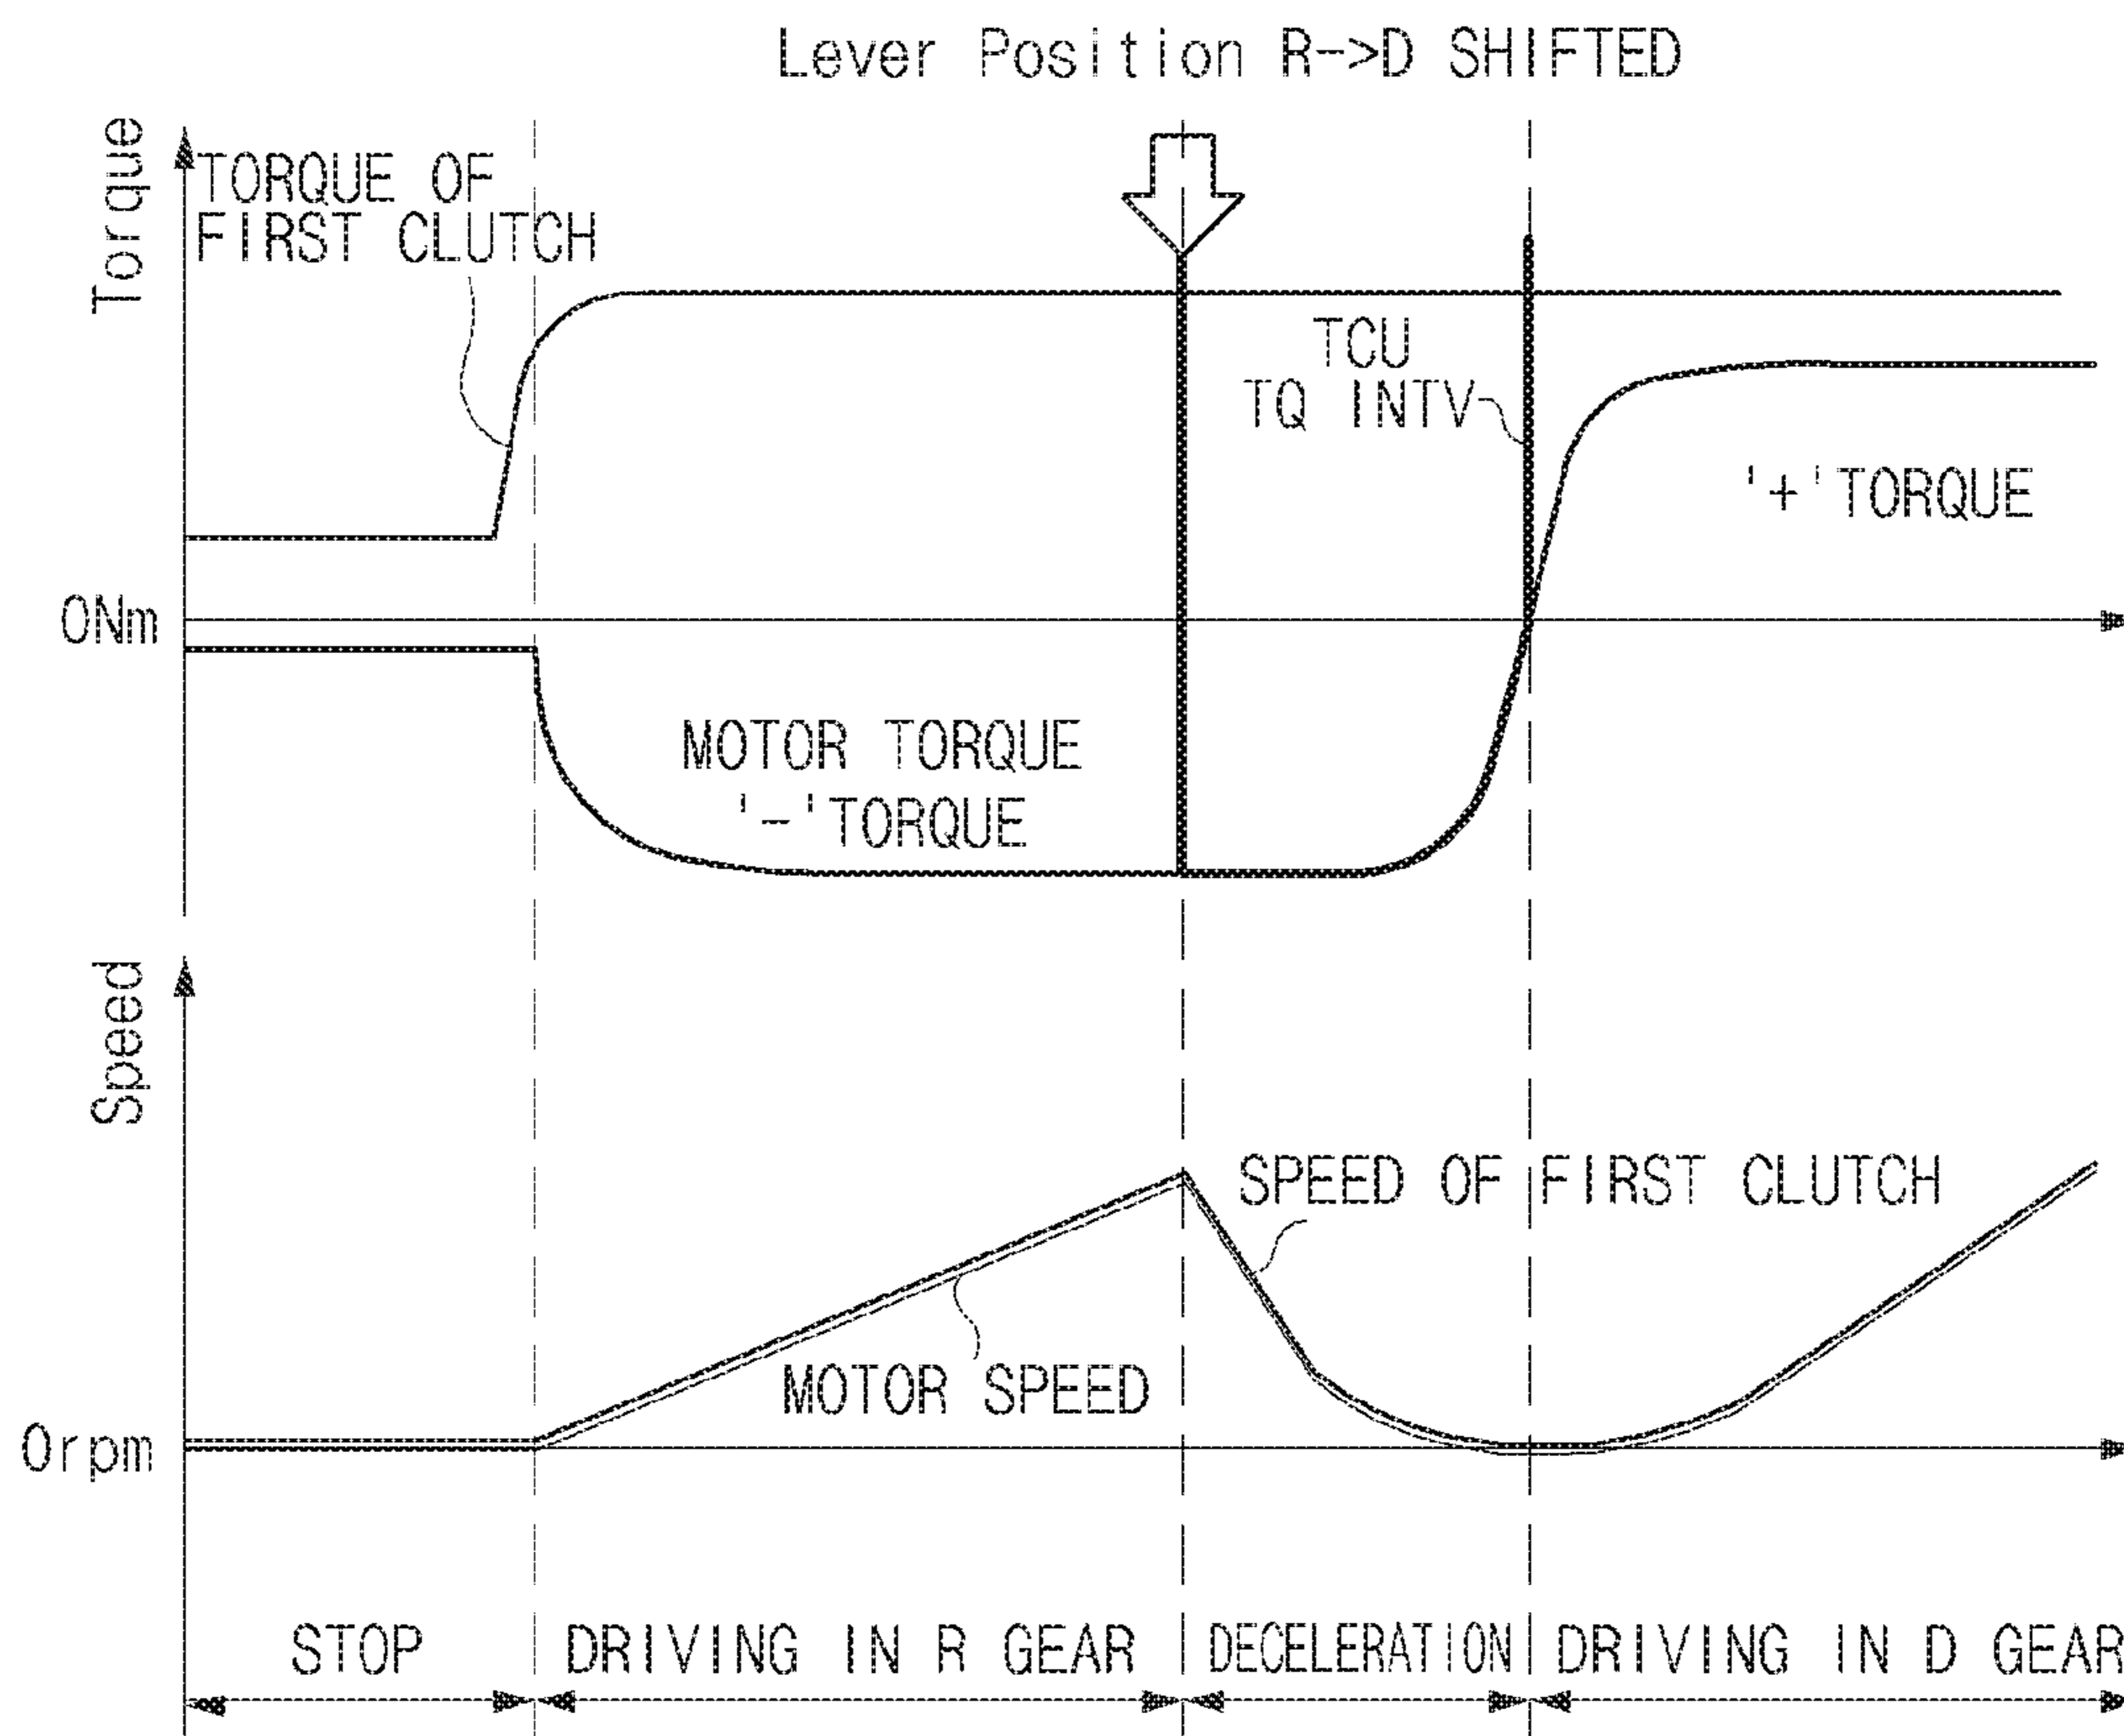 Lever Position R->D SHIFTED
Torque
TORQUE OF
FIRST CLUTCH
TCU
TQ INTV
'+'TORQUE
0Nm
MOTOR TORQUE
'-'TORQUE
Speed
SPEED OF FIRST CLUTCH
MOTOR SPEED
0rpm
STOP
DRIVING IN R GEAR
DECELERATION
DRIVING IN D GEAR